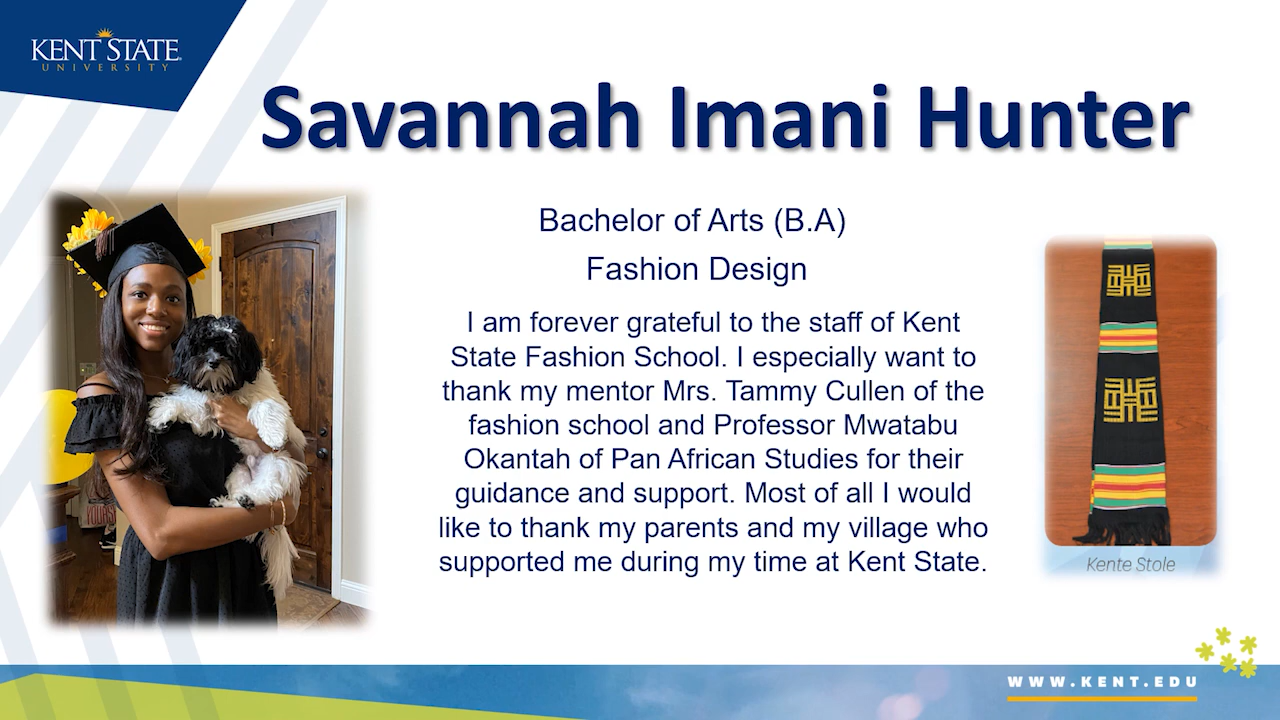 KENT STATE
UNIVERSITY
Savannah Imani Hunter
Bachelor of Arts (B.A)
Fashion Design
I am forever grateful to the staff of Kent
State Fashion School. I especially want to
thank my mentor Mrs. Tammy Cullen of the
fashion school and Professor Mwatabu
Okantah of Pan African Studies for their
guidance and support. Most of all I would
like to thank my parents and my village who
supported me during my time at Kent State.
Kente Stole
WWW.KENT.EDU